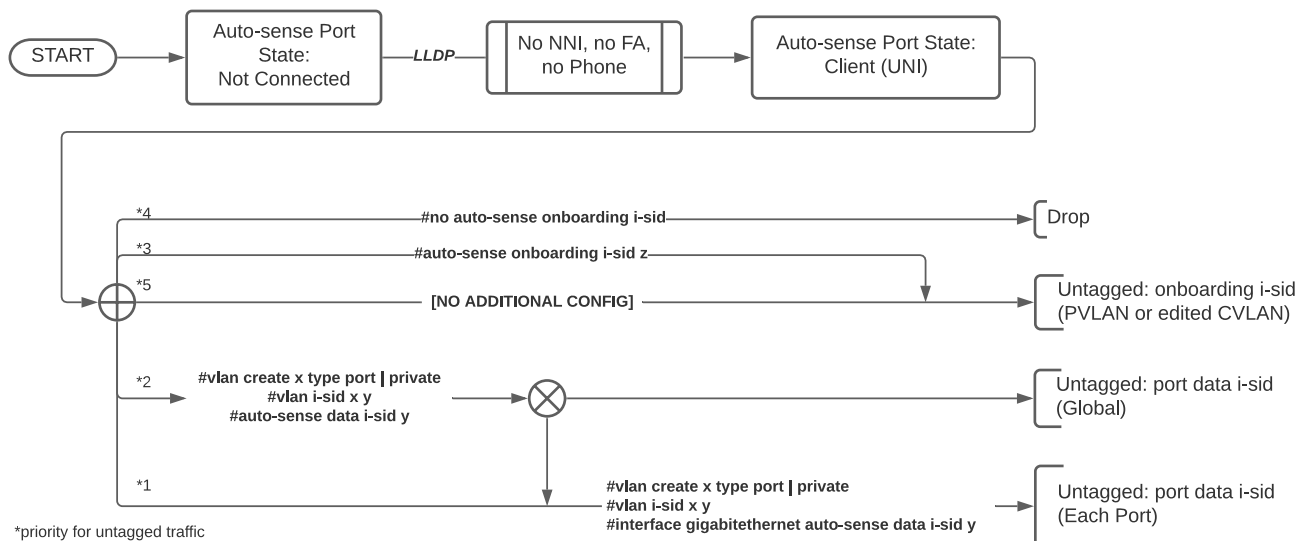 START
Auto-sense Port
State:
Not Connected
LLDP
No NNI, no FA,
no Phone
Auto-sense Port State:
Client (UNI)
*4
#no auto-sense onboarding i-sid
Drop
*3
#auto-sense onboarding i-sid z
*5
[NO ADDITIONAL CONFIG]
Untagged: onboarding i-sid
(PVLAN or edited CVLAN)
*2
#vlan create x type port | private
#vlan i-sid x y
#auto-sense data i-sid y
Untagged: port data i-sid
(Global)
*1
#vlan create x type port | private
#vlan i-sid x y
#interface gigabitethernet auto-sense data i-sid y
Untagged: port data i-sid
(Each Port)
*priority for untagged traffic